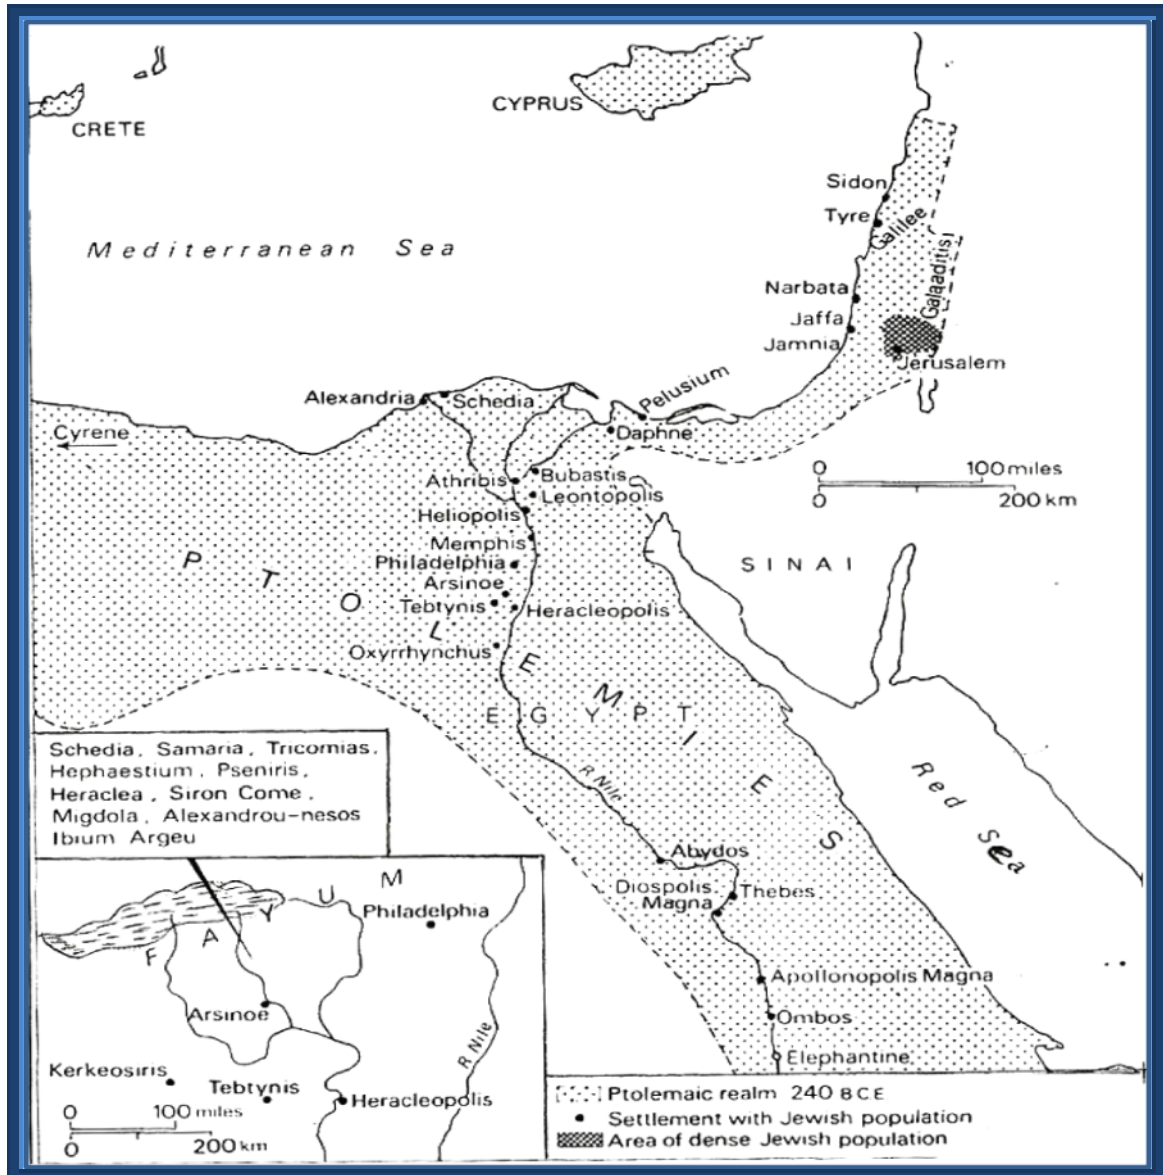 CYPRUS
CRETE
Sidon
Tyre
Galilee
Mediterranean Sea
Galaaditis
Narbata
Jaffa
Jamnia
Jerusalem
Pelusium
Alexandria
Schedia
Cyrene
Daphne
0 100 miles
0 200 km
Bubastis
Athribis
Leontopolis
Heliopolis
Memphis
SINAI
Philadelphia
Arsinoe
Tebtynis
Heracleopolis
Oxyrrhynchus
PTOLEMIES
EGYPT
R Nile
Red Sea
Schedia, Samaria, Tricomias,
Hephaestium, Pseniris,
Heraclea, Siron Come,
Migdola, Alexandrou-nesos
Ibium Argeu
Abydos
Diospolis
Magna
Thebes
Apollonopolis Magna
Ombos
Elephantine
FAYUM
Philadelphia
Arsinoe
R Nile
Kerkeosiris
Tebtynis
Heracleopolis
0 100 miles
0 200 km
Ptolemaic realm 240 BCE
Settlement with Jewish population
Area of dense Jewish population